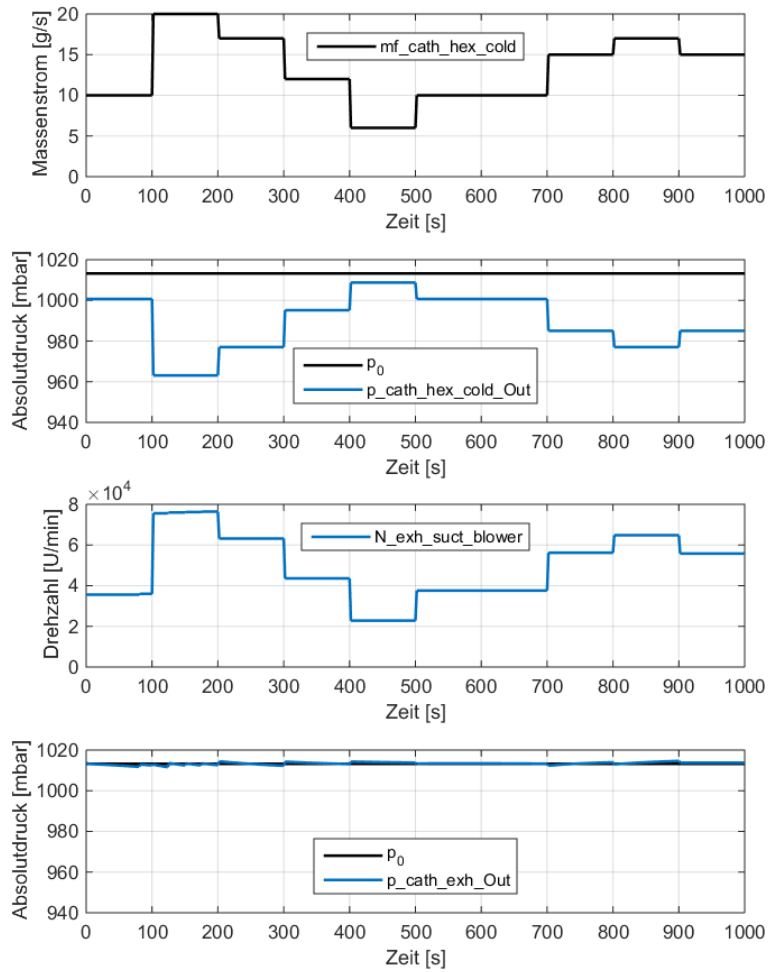 Massenstrom [g/s]
20
15
10
5
0
mf_cath_hex_cold
0 100 200 300 400 500 600 700 800 900 1000
Zeit [s]
Absolutdruck [mbar]
1020
1000
980
960
940
p_0
p_cath_hex_cold_Out
0 100 200 300 400 500 600 700 800 900 1000
Zeit [s]
Drehzahl [U/min]
×10^4
8
6
4
2
0
N_exh_suct_blower
0 100 200 300 400 500 600 700 800 900 1000
Zeit [s]
Absolutdruck [mbar]
1020
1000
980
960
940
p_0
p_cath_exh_Out
0 100 200 300 400 500 600 700 800 900 1000
Zeit [s]